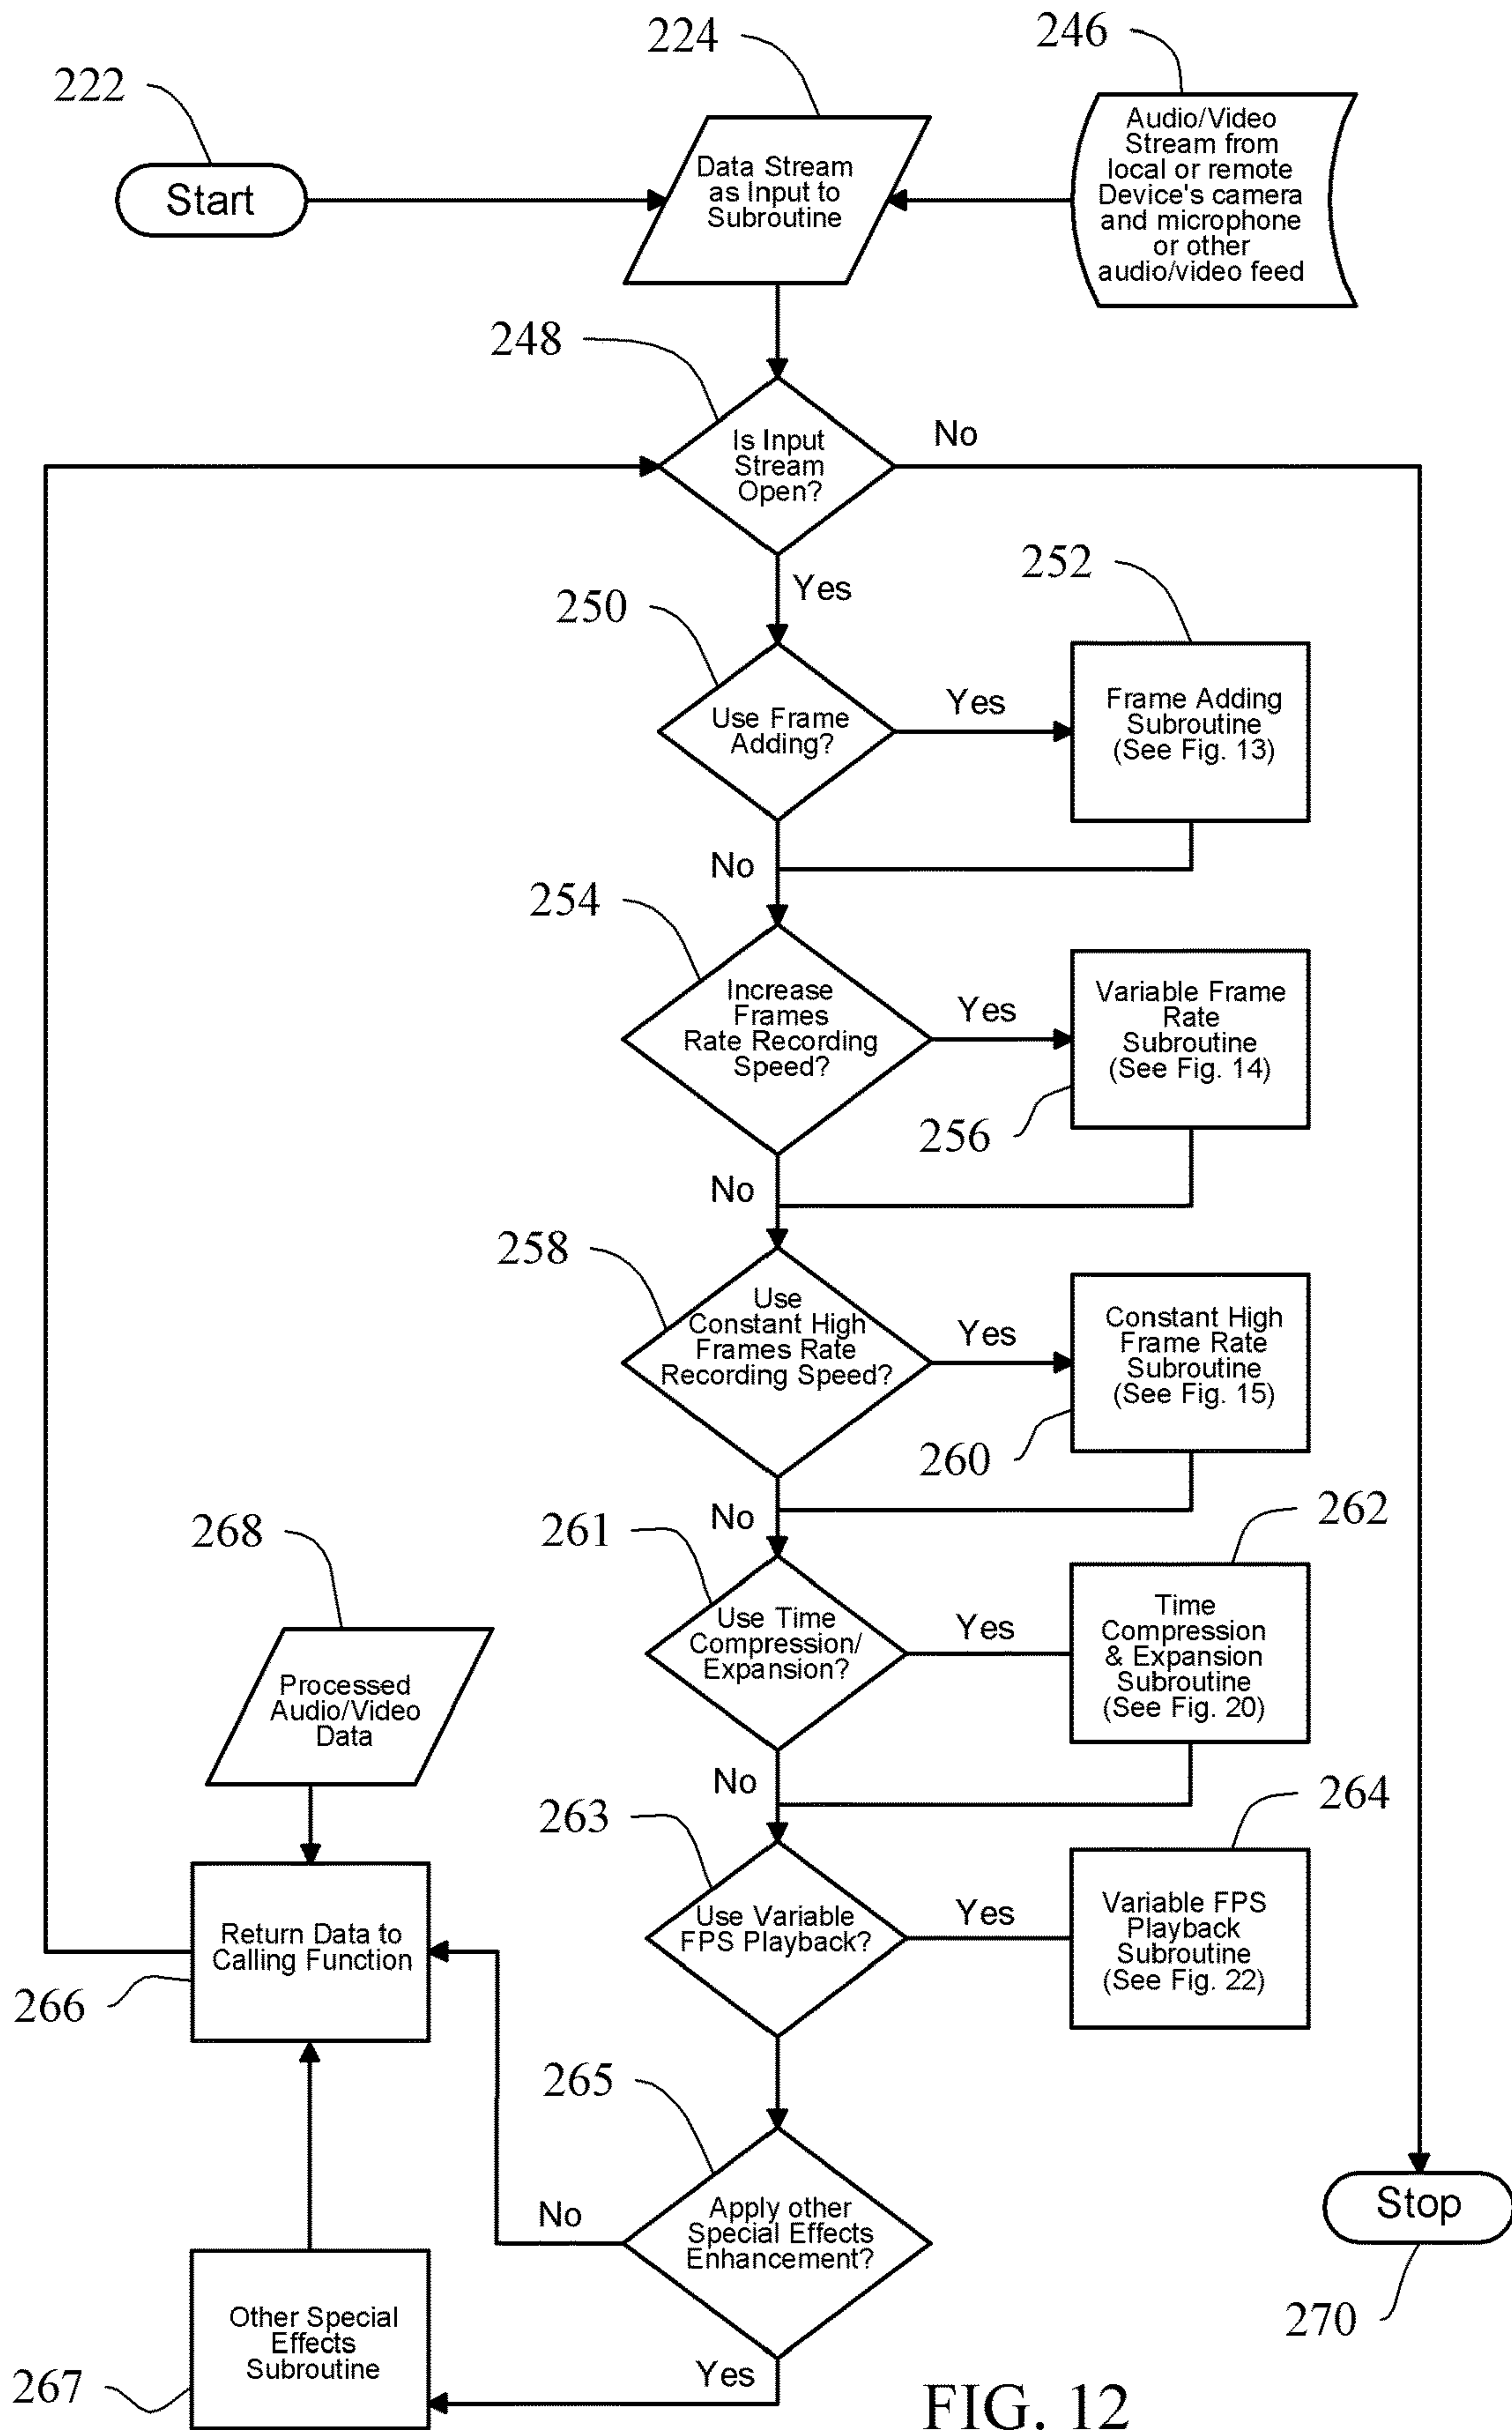 224
246
222
Start
Data Stream
as Input to
Subroutine
Audio/Video
Stream from
local or remote
Device's camera
and microphone
or other
audio/video feed
248
Is Input
Stream
Open?
No
Yes
250
252
Use Frame
Adding?
Yes
Frame Adding
Subroutine
(See Fig. 13)
No
254
Increase
Frames
Rate Recording
Speed?
Yes
Variable Frame
Rate
Subroutine
(See Fig. 14)
256
No
258
Use
Constant High
Frames Rate
Recording Speed?
Yes
Constant High
Frame Rate
Subroutine
(See Fig. 15)
260
No
261
262
Use Time
Compression/
Expansion?
Yes
Time
Compression
& Expansion
Subroutine
(See Fig. 20)
268
Processed
Audio/Video
Data
No
263
264
Use Variable
FPS Playback?
Yes
Variable FPS
Playback
Subroutine
(See Fig. 22)
Return Data to
Calling Function
266
265
Apply other
Special Effects
Enhancement?
No
Yes
Other Special
Effects
Subroutine
267
Stop
270
FIG. 12